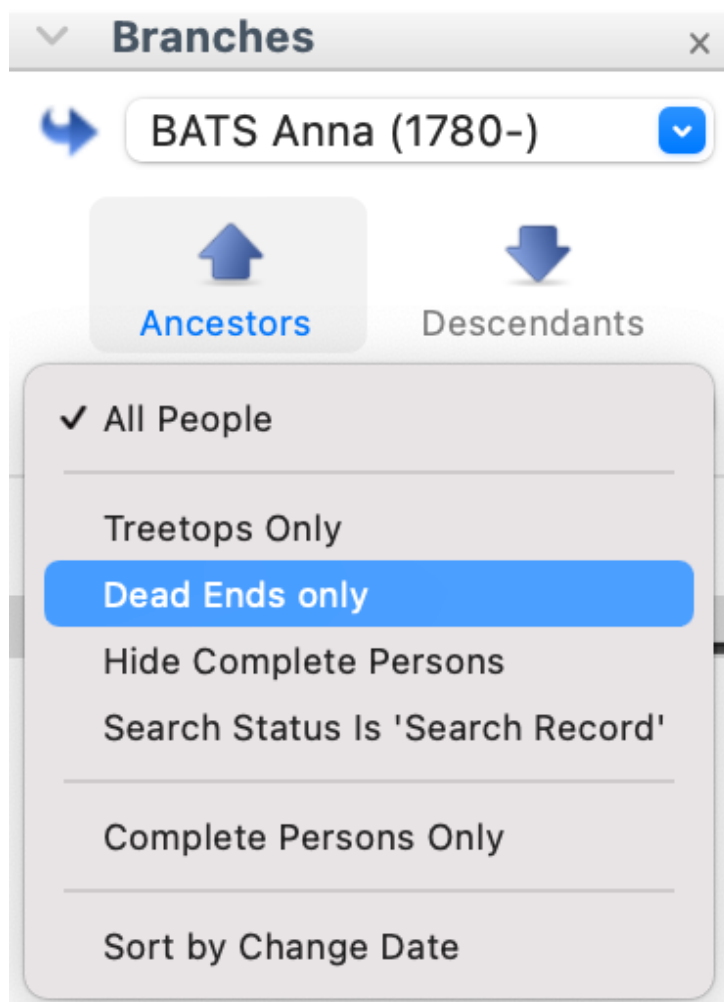 Branches
BATS Anna (1780-)
Ancestors Descendants
All People
Treetops Only
Dead Ends only
Hide Complete Persons
Search Status Is 'Search Record'
Complete Persons Only
Sort by Change Date